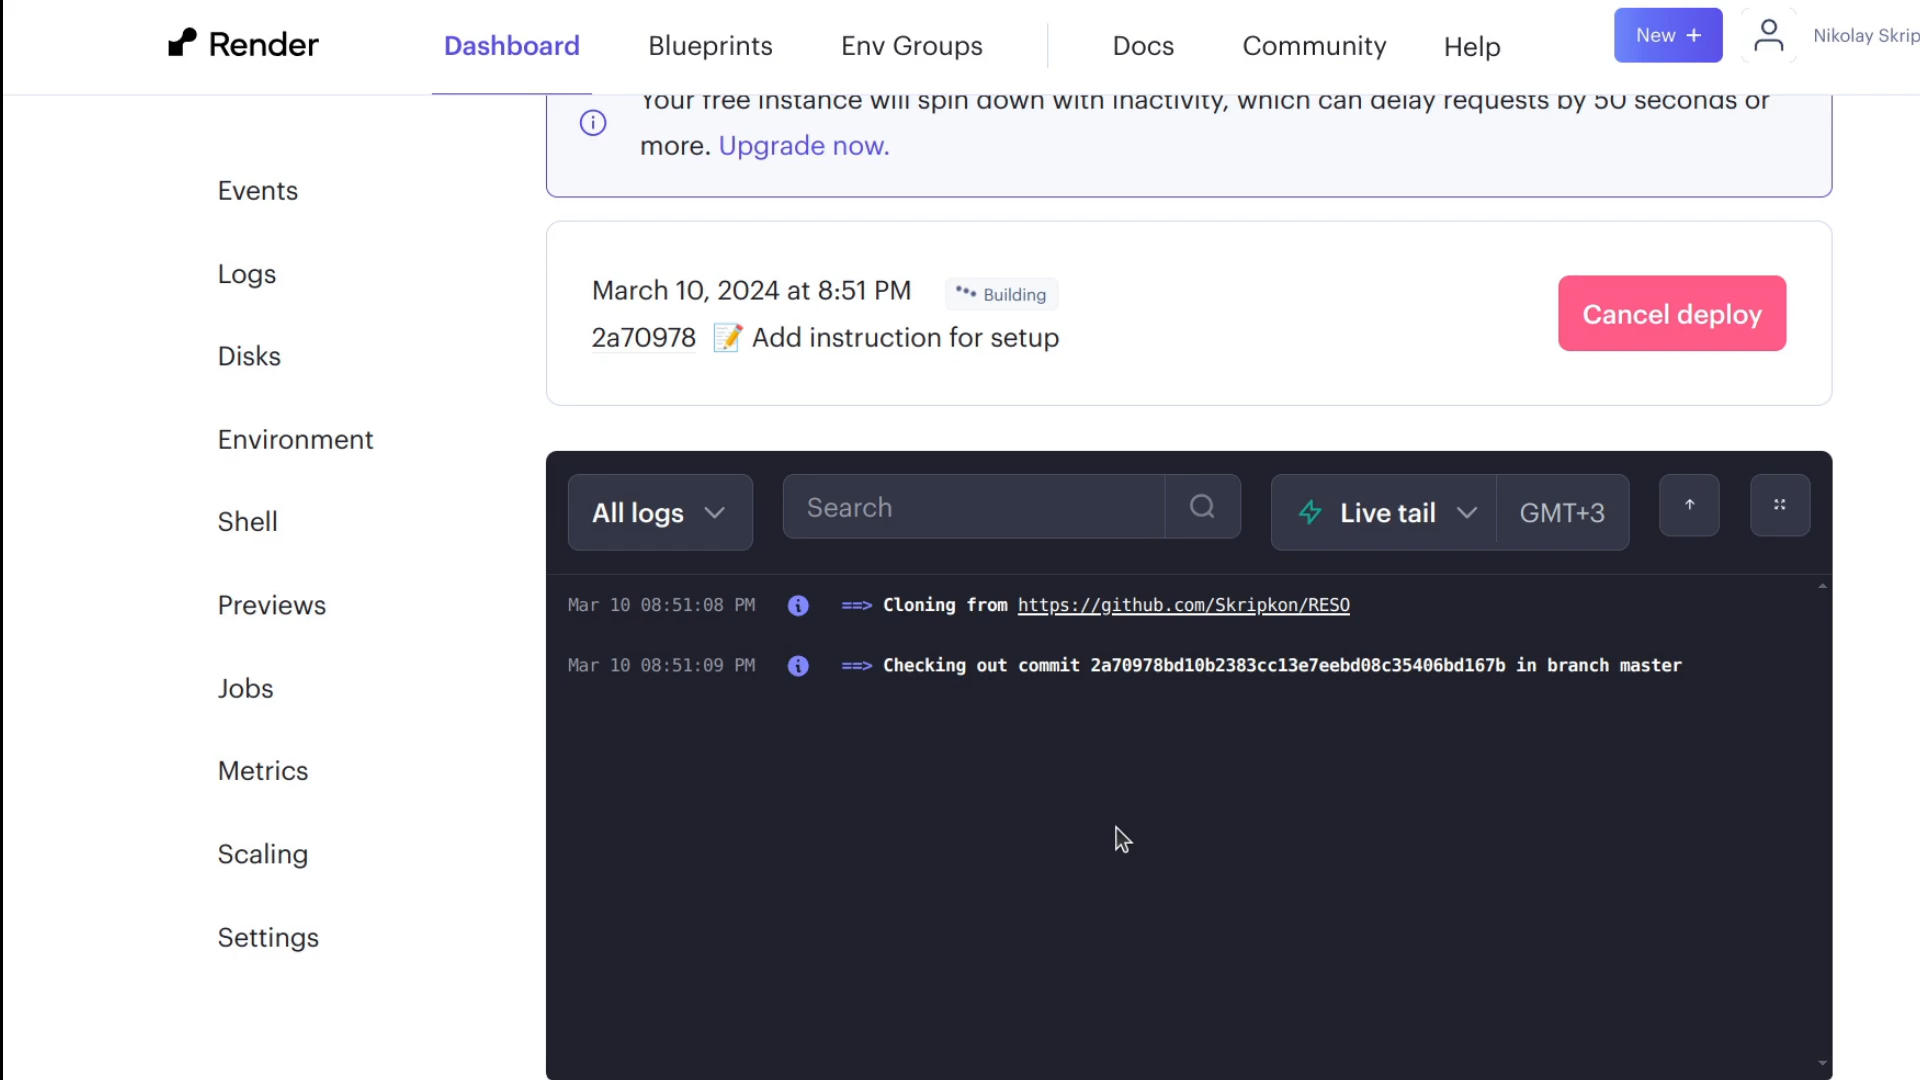 Render
Dashboard
Blueprints
Env Groups
Docs
Community
Help
New +
Nikolay Skrip
Your free instance will spin down with inactivity, which can delay requests by 50 seconds or
more. Upgrade now.
Events
Logs
Disks
Environment
Shell
Previews
Jobs
Metrics
Scaling
Settings
March 10, 2024 at 8:51 PM
Building
2a70978 📝 Add instruction for setup
Cancel deploy
All logs
Search
Live tail
GMT+3
Mar 10 08:51:08 PM ==> Cloning from https://github.com/Skripkon/RESO
Mar 10 08:51:09 PM ==> Checking out commit 2a70978bd10b2383cc13e7eebd08c35406bd167b in branch master